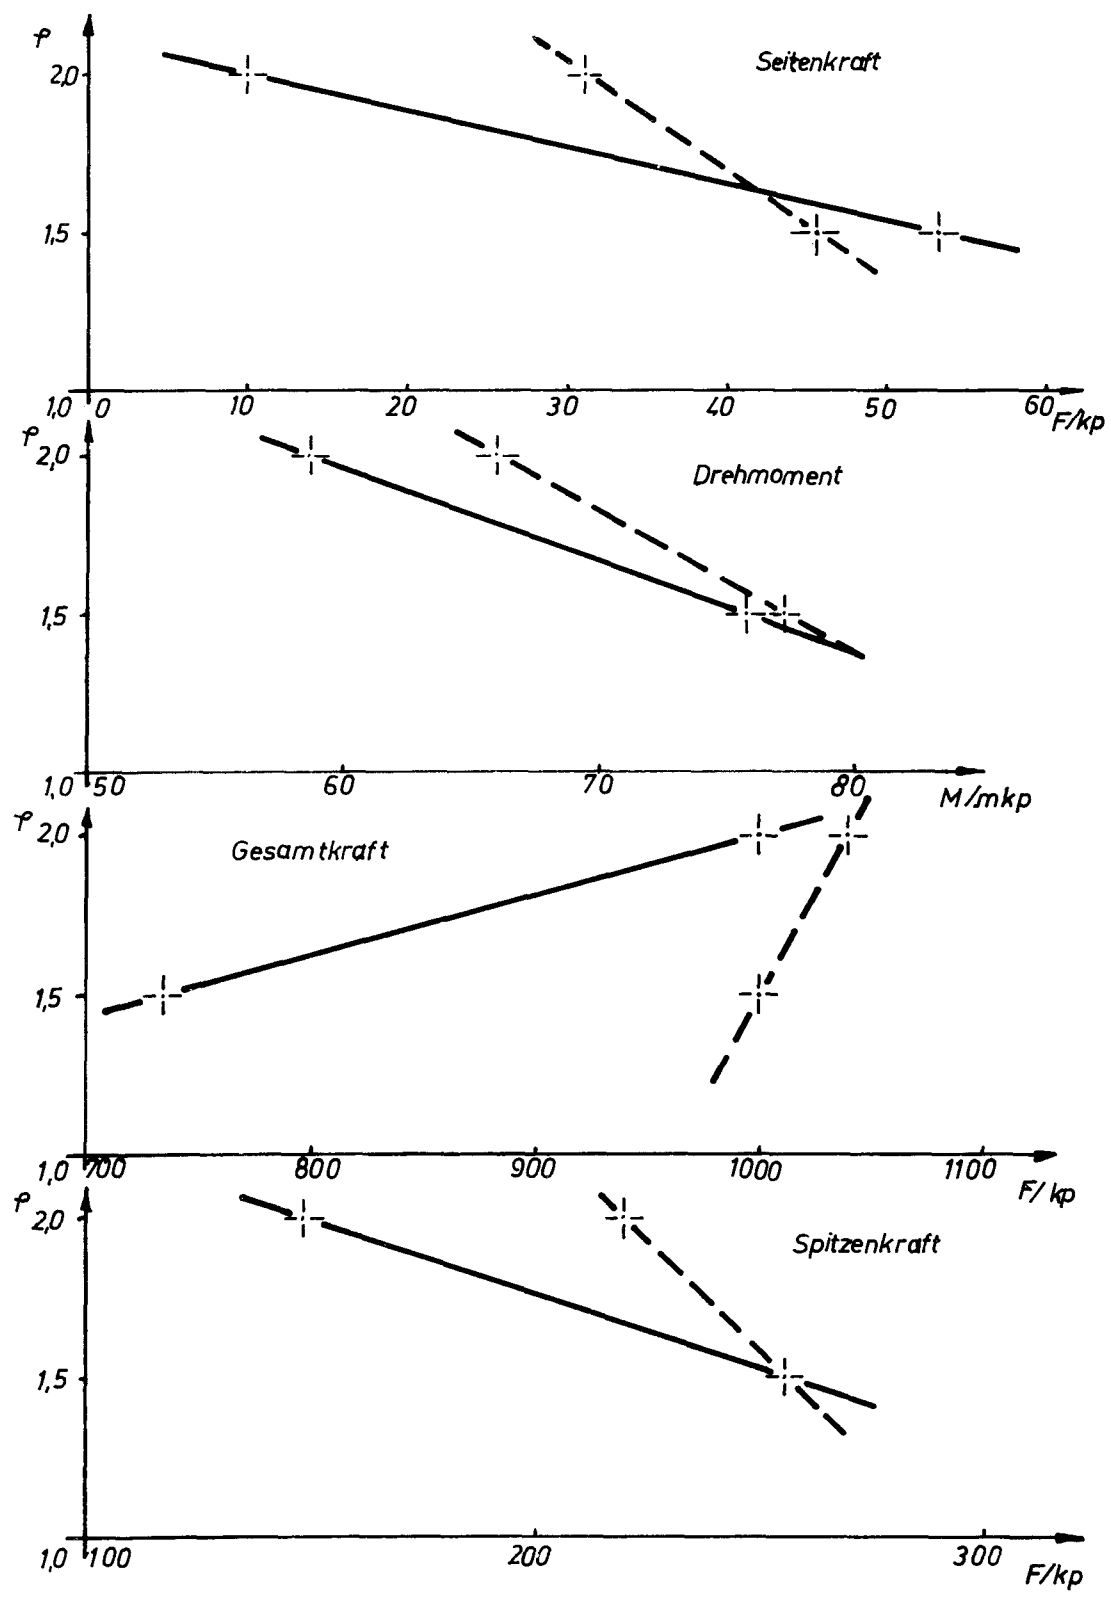 φ
2,0
Seitenkraft
1,5
1,0 0 10 20 30 40 50 60 F/kp
φ
2,0
Drehmoment
1,5
1,0 50 60 70 80 M/mkp
φ 2,0
Gesamtkraft
1,5
1,0 700 800 900 1000 1100 F/kp
φ 2,0
Spitzenkraft
1,5
1,0 100 200 300 F/kp